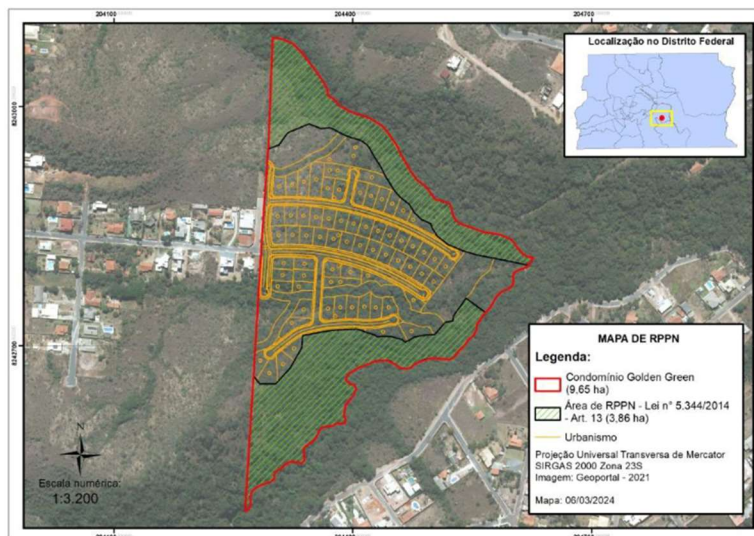 204100
204400
204700
Localização no Distrito Federal
8243000
8242700
MAPA DE RPPN
Legenda:
Condomínio Golden Green
(9,65 ha)
Área de RPPN - Lei n° 5.344/2014
- Art. 13 (3,86 ha)
Urbanismo
Projeção Universal Transversa de Mercator
SIRGAS 2000 Zona 23S
Imagem: Geoportal - 2021
Mapa: 06/03/2024
N
Escala numérica:
1:3.200